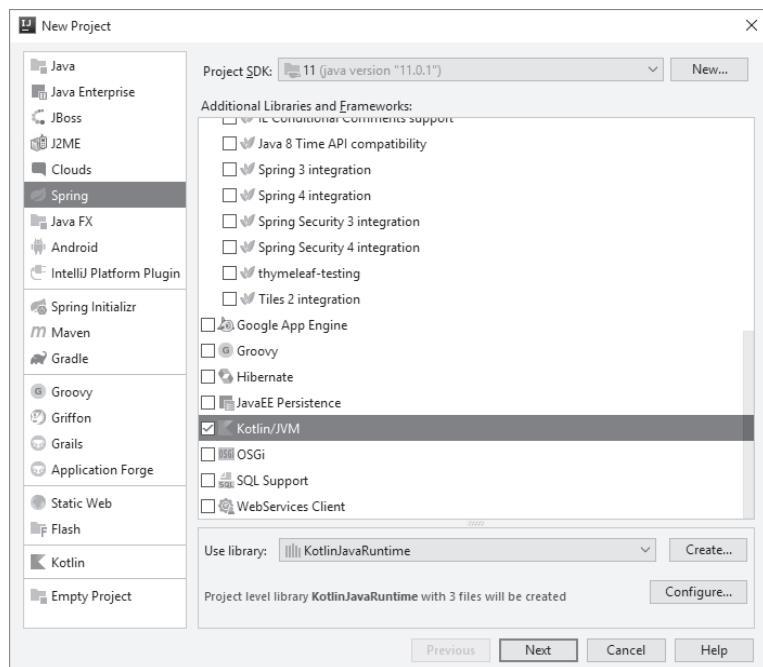 New Project
Java
Java Enterprise
JBoss
J2ME
Clouds
Spring
Java FX
Android
IntelliJ Platform Plugin
Spring Initializr
Maven
Gradle
Groovy
Griffon
Grails
Application Forge
Static Web
Flash
Kotlin
Empty Project
Project SDK: 11 (java version "11.0.1") New...
Additional Libraries and Frameworks:
IE Conditional Comments support
Java 8 Time API compatibility
Spring 3 integration
Spring 4 integration
Spring Security 3 integration
Spring Security 4 integration
thymeleaf-testing
Tiles 2 integration
Google App Engine
Groovy
Hibernate
JavaEE Persistence
Kotlin/JVM
OSGi
SQL Support
WebServices Client
Use library: KotlinJavaRuntime Create...
Project level library KotlinJavaRuntime with 3 files will be created Configure...
Previous Next Cancel Help